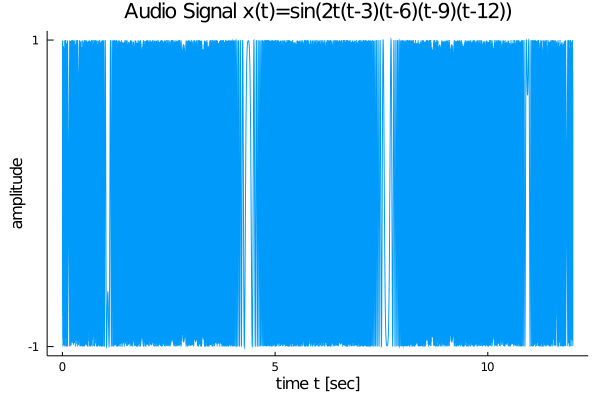 Audio Signal x(t)=sin(2t(t-3)(t-6)(t-9)(t-12))
1
amplitude
-1
0 5 10
time t [sec]